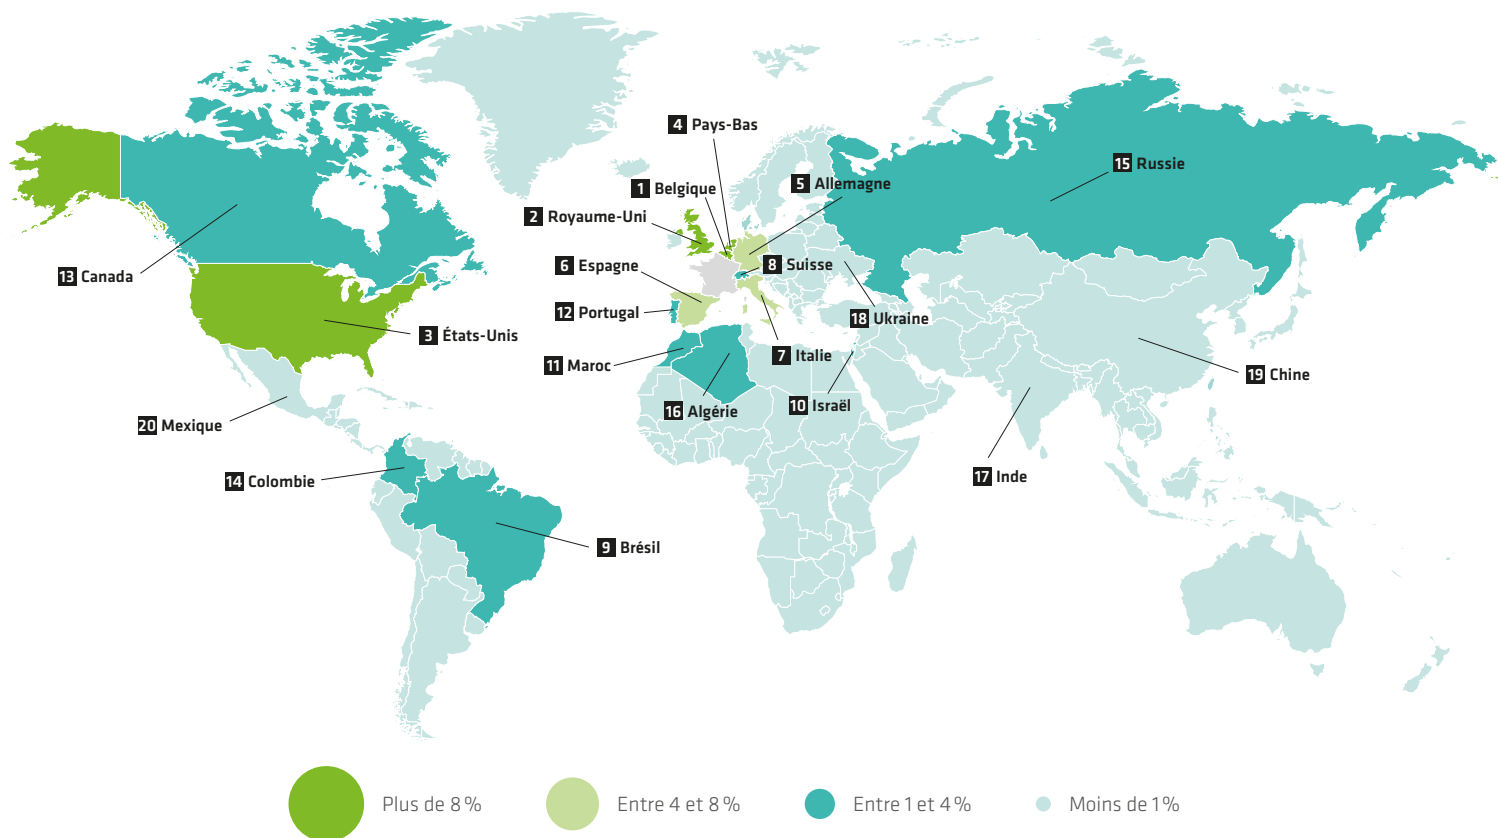 4 Pays-Bas
15 Russie
5 Allemagne
1 Belgique
2 Royaume-Uni
6 Espagne
8 Suisse
13 Canada
12 Portugal
18 Ukraine
3 États-Unis
7 Italie
11 Maroc
19 Chine
10 Israël
16 Algérie
20 Mexique
17 Inde
14 Colombie
9 Brésil
Plus de 8 %
Entre 4 et 8 %
Entre 1 et 4 %
Moins de 1 %